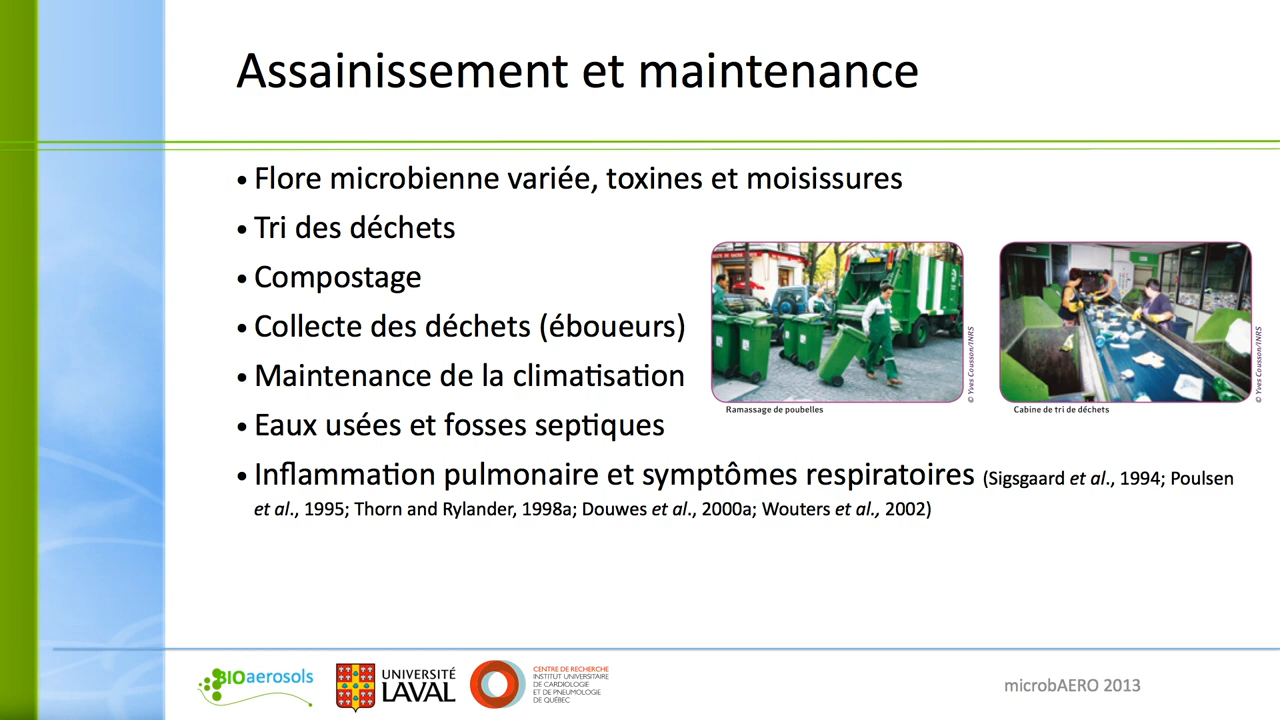 Assainissement et maintenance
• Flore microbienne variée, toxines et moisissures
• Tri des déchets
• Compostage
• Collecte des déchets (éboueurs)
• Maintenance de la climatisation
• Eaux usées et fosses septiques
• Inflammation pulmonaire et symptômes respiratoires (Sigsgaard et al., 1994; Poulsen
et al., 1995; Thorn and Rylander, 1998a; Douwes et al., 2000a; Wouters et al., 2002)
© Yves Cousson/INRS
Ramassage de poubelles
© Yves Cousson/INRS
Cabine de tri de déchets
BIOaerosols
UNIVERSITÉ
LAVAL
CENTRE DE RECHERCHE
INSTITUT UNIVERSITAIRE
DE CARDIOLOGIE
ET DE PNEUMOLOGIE
DE QUÉBEC
microbAERO 2013